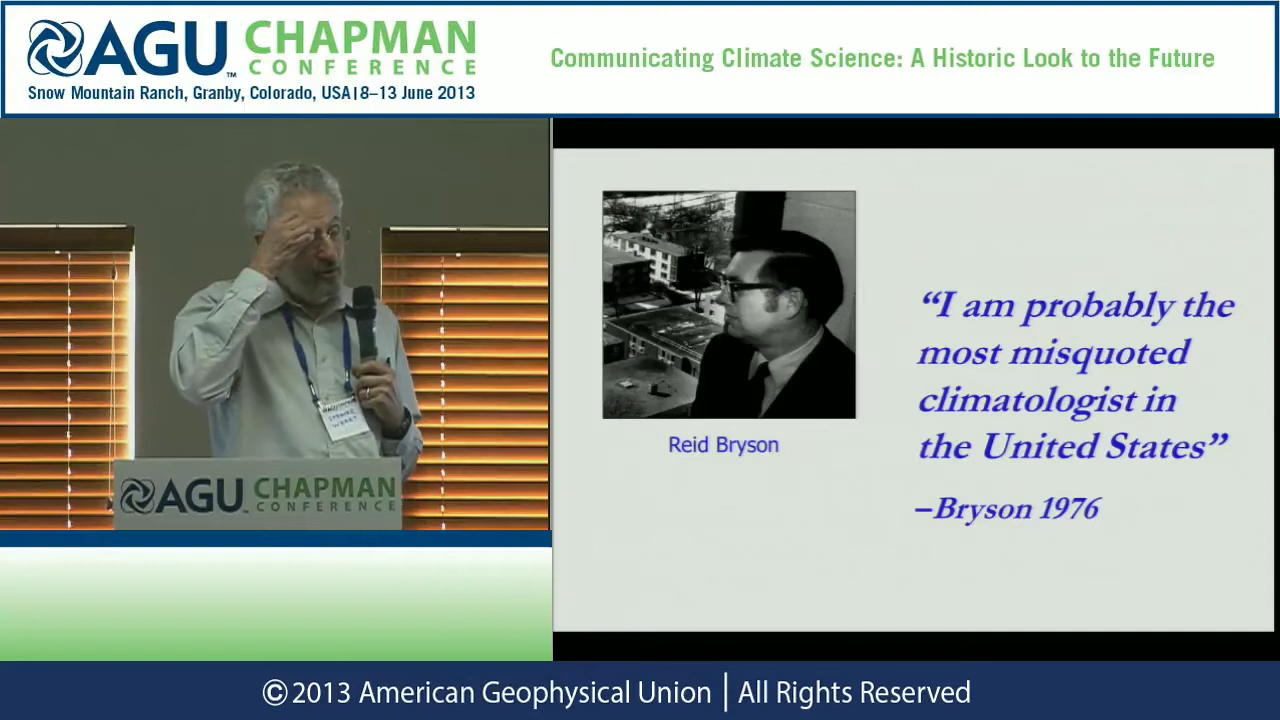 AGU™ CHAPMAN
CONFERENCE
Snow Mountain Ranch, Granby, Colorado, USA|8–13 June 2013
Communicating Climate Science: A Historic Look to the Future
AGU CHAPMAN
CONFERENCE
Reid Bryson
“I am probably the
most misquoted
climatologist in
the United States”
–Bryson 1976
©2013 American Geophysical Union | All Rights Reserved